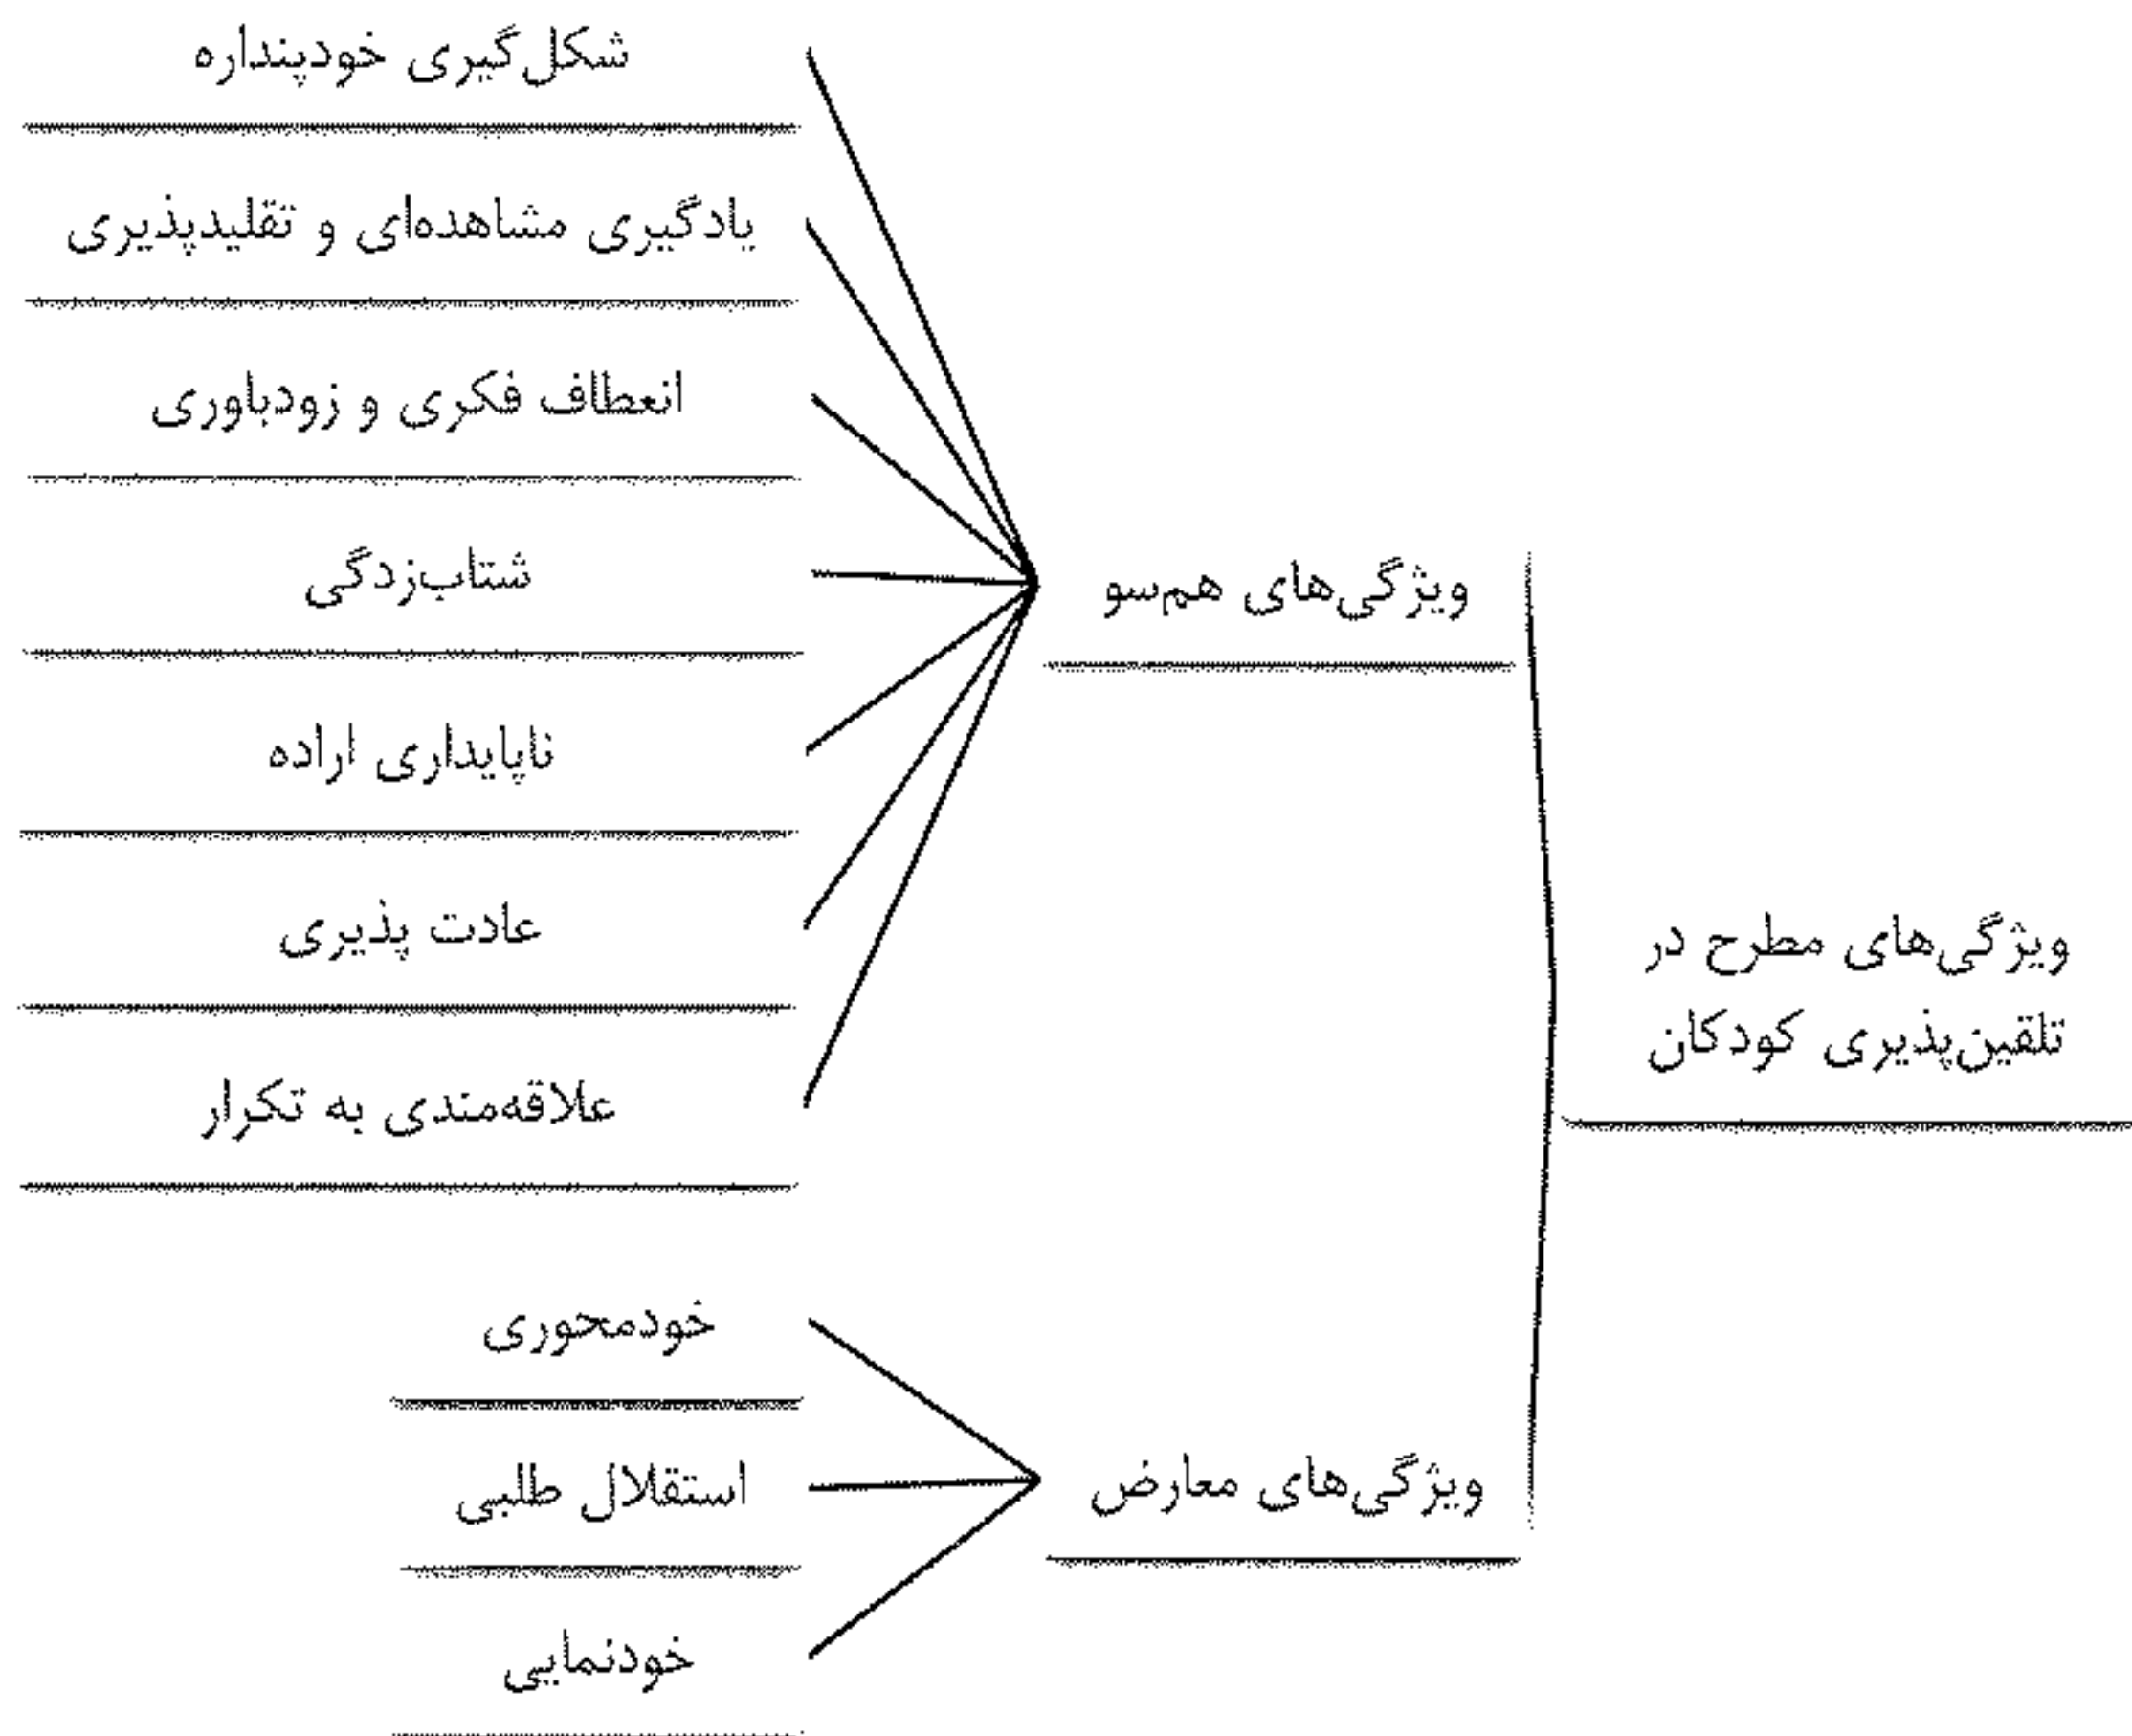 ویژگی‌های مطرح در
تلقین‌پذیری کودکان
ویژگی‌های هم‌سو
شکل‌گیری خودپنداره
یادگیری مشاهده‌ای و تقلیدپذیری
انعطاف فکری و زودباوری
شتاب‌زدگی
ناپایداری اراده
عادت پذیری
علاقه‌مندی به تکرار
ویژگی‌های معارض
خودمحوری
استقلال طلبی
خودنمایی